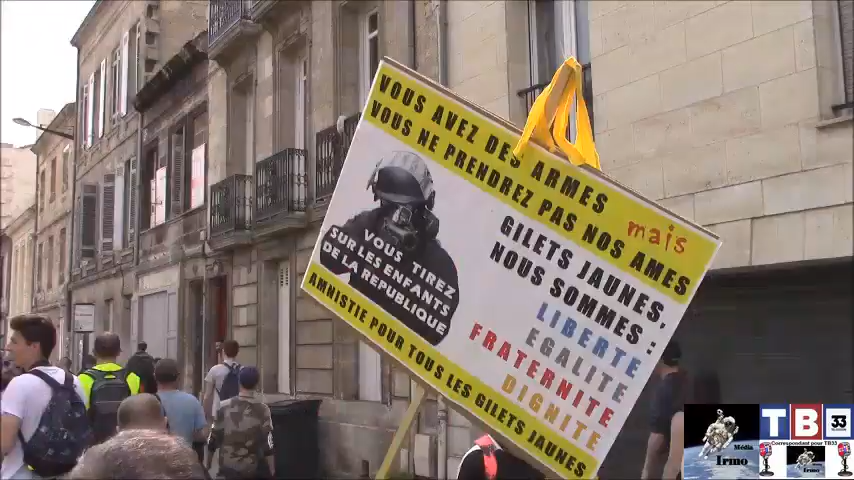 VOUS AVEZ DES ARMES mais
VOUS NE PRENDREZ PAS NOS AMES
GILETS JAUNES,
NOUS SOMMES :
LIBERTE
EGALITE
FRATERNITE
DIGNITE
VOUS TIREZ
SUR LES ENFANTS
DE LA REPUBLIQUE
AMNISTIE POUR TOUS LES GILETS JAUNES
Média
Irmo
TB 33
Correspondant pour TB33